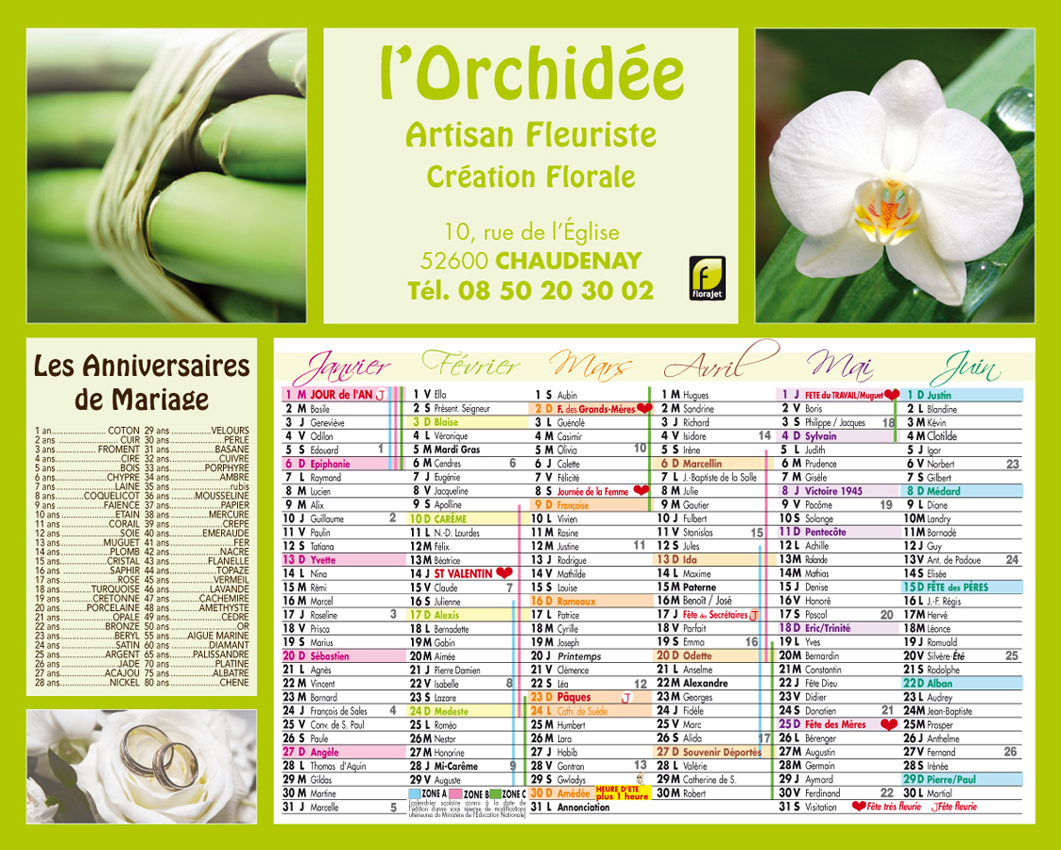 l'Orchidée
Artisan Fleuriste
Création Florale
10, rue de l'Église
52600 CHAUDENAY
Tél. 08 50 20 30 02
florajet
Les Anniversaires
de Mariage
1 an COTON 29 ans VELOURS
2 ans CUIR 30 ans PERLE
3 ans FROMENT 31 ans BASANE
4 ans CIRE 32 ans CUIVRE
5 ans BOIS 33 ans PORPHYRE
6 ans CHYPRE 34 ans AMBRE
7 ans LAINE 35 ans rubis
8 ans COQUELICOT 36 ans MOUSSELINE
9 ans FAIENCE 37 ans PAPIER
10 ans ETAIN 38 ans MERCURE
11 ans CORAIL 39 ans CREPE
12 ans SOIE 40 ans EMERAUDE
13 ans MUGUET 41 ans FER
14 ans PLOMB 42 ans NACRE
15 ans CRISTAL 43 ans FLANELLE
16 ans SAPHIR 44 ans TOPAZE
17 ans ROSE 45 ans VERMEIL
18 ans TURQUOISE 46 ans LAVANDE
19 ans CRETONNE 47 ans CACHEMIRE
20 ans PORCELAINE 48 ans AMETHYSTE
21 ans OPALE 49 ans CEDRE
22 ans BRONZE 50 ans OR
23 ans BERYL 55 ans AIGUE MARINE
24 ans SATIN 60 ans DIAMANT
25 ans ARGENT 65 ans PALISSANDRE
26 ans JADE 70 ans PLATINE
27 ans ACAJOU 75 ans ALBATRE
28 ans NICKEL 80 ans CHENE
Janvier
1 M JOUR de l'AN J
2 M Basile
3 J Geneviève
4 V Odilon
5 S Edouard 1
6 D Epiphanie
7 L Raymond
8 M Lucien
9 M Alix
10 J Guillaume 2
11 V Paulin
12 S Tatiana
13 D Yvette
14 L Nina
15 M Rémi
16 M Marcel
17 J Roseline 3
18 V Prisca
19 S Marius
20 D Sébastien
21 L Agnès
22 M Vincent
23 M Barnard
24 J François de Sales 4
25 V Conv. de S. Paul
26 S Paule
27 D Angèle
28 L Thomas d'Aquin
29 M Gildas
30 M Martine
31 J Marcelle 5
Février
1 V Ella
2 S Présent. Seigneur
3 D Blaise
4 L Véronique
5 M Mardi Gras
6 M Cendres 6
7 J Eugénie
8 V Jacqueline
9 S Apolline
10 D CARÊME
11 L N.-D. Lourdes
12 M Félix
13 M Béatrice
14 J ST VALENTIN
15 V Claude 7
16 S Julienne
17 D Alexis
18 L Bernadette
19 M Gabin
20 M Aimée
21 J Pierre Damien
22 V Isabelle 8
23 S Lazare
24 D Modeste
25 L Roméo
26 M Nestor
27 M Honorine
28 J Mi-Carême 9
29 V Auguste
ZONE A ZONE B ZONE C
(calendrier scolaire connu à la date de
l'édition donné sous réserve de modifications
ultérieures du Ministère de l'Education Nationale)
Mars
1 S Aubin
2 D F. des Grands-Mères
3 L Guénolé
4 M Casimir
5 M Olivia 10
6 J Colette
7 V Félicité
8 S Journée de la Femme
9 D Françoise
10 L Vivien
11 M Rosine
12 M Justine 11
13 J Rodrigue
14 V Mathilde
15 S Louise
16 D Rameaux
17 L Patrice
18 M Cyrille
19 M Joseph
20 J Printemps
21 V Clémence
22 S Léa 12
23 D Pâques J
24 L Cath. de Suède
25 M Humbert
26 M Lara
27 J Habib
28 V Gontran 13
29 S Gwladys
30 D Amédée HEURE D'ETE plus 1 heure
31 L Annonciation
Avril
1 M Hugues
2 M Sandrine
3 J Richard
4 V Isidore 14
5 S Irène
6 D Marcellin
7 L J.-Baptiste de la Salle
8 M Julie
9 M Gautier
10 J Fulbert
11 V Stanislas 15
12 S Jules
13 D Ida
14 L Maxime
15 M Paterne
16 M Benoît / José
17 J Fête des Secrétaires J
18 V Parfait
19 S Emma 16
20 D Odette
21 L Anselme
22 M Alexandre
23 M Georges
24 J Fidèle
25 V Marc
26 S Alida 17
27 D Souvenir Déportés
28 L Valérie
29 M Catherine de S.
30 M Robert
Mai
1 J FETE du TRAVAIL/Muguet
2 V Boris
3 S Philippe / Jacques 18
4 D Sylvain
5 L Judith
6 M Prudence
7 M Gisèle
8 J Victoire 1945
9 V Pacôme 19
10 S Solange
11 D Pentecôte
12 L Achille
13 M Rolande
14 M Mathias
15 J Denise
16 V Honoré
17 S Pascal 20
18 D Eric/Trinité
19 L Yves
20 M Bernardin
21 M Constantin
22 J Fête Dieu
23 V Didier
24 S Donatien 21
25 D Fête des Mères
26 L Bérenger
27 M Augustin
28 M Germain
29 J Aymard
30 V Ferdinand 22
31 S Visitation
Juin
1 D Justin
2 L Blandine
3 M Kévin
4 M Clotilde
5 J Igor
6 V Norbert 23
7 S Gilbert
8 D Médard
9 L Diane
10 M Landry
11 M Barnabé
12 J Guy
13 V Ant. de Padoue 24
14 S Elisée
15 D FÊTE des PÈRES
16 L J.-F. Régis
17 M Hervé
18 M Léonce
19 J Romuald
20 V Silvère-Été 25
21 S Rodolphe
22 D Alban
23 L Audrey
24 M Jean-Baptiste
25 M Prosper
26 J Anthelme
27 V Fernand 26
28 S Irénée
29 D Pierre/Paul
30 L Martial
Fête très fleurie J Fête fleurie